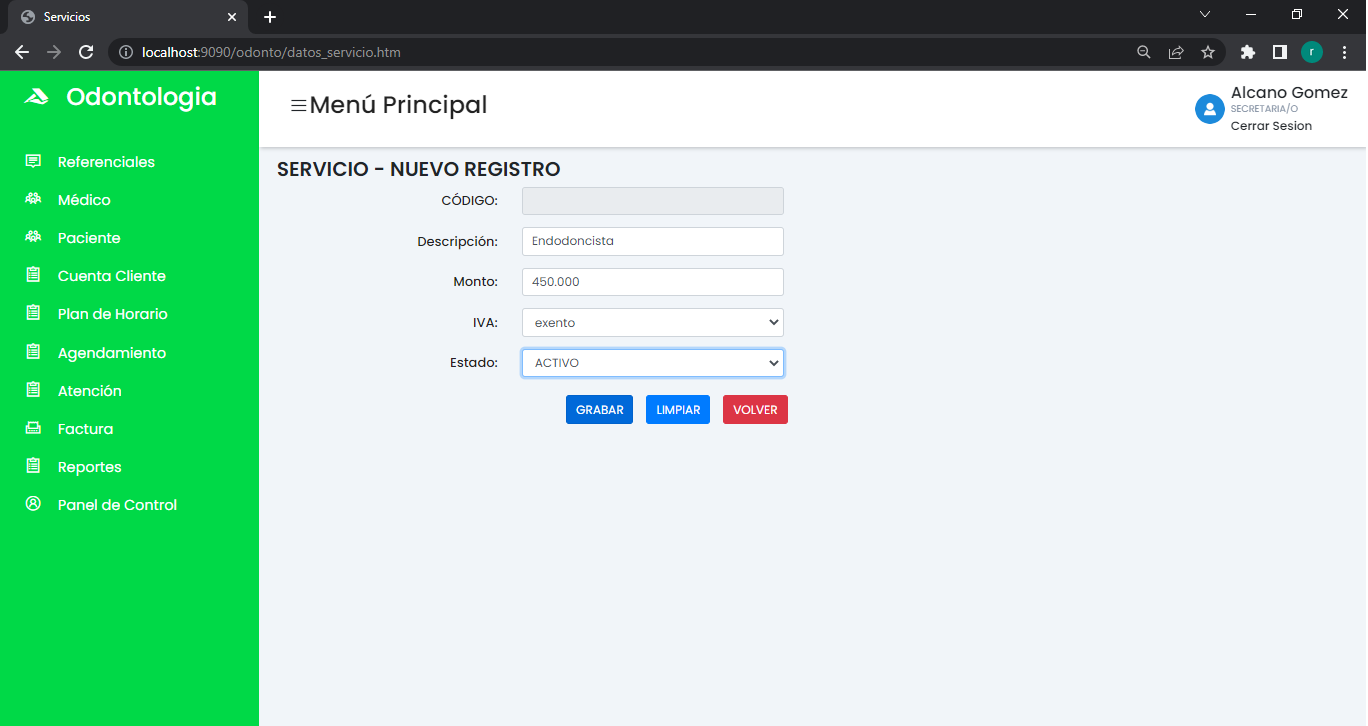 Servicios
localhost:9090/odonto/datos_servicio.htm
r
Odontologia
Menú Principal
Alcano Gomez
SECRETARIA/O
Cerrar Sesion
Referenciales
Médico
Paciente
Cuenta Cliente
Plan de Horario
Agendamiento
Atención
Factura
Reportes
Panel de Control
SERVICIO - NUEVO REGISTRO
CÓDIGO:
Descripción: Endodoncista
Monto: 450.000
IVA: exento
Estado: ACTIVO
GRABAR LIMPIAR VOLVER